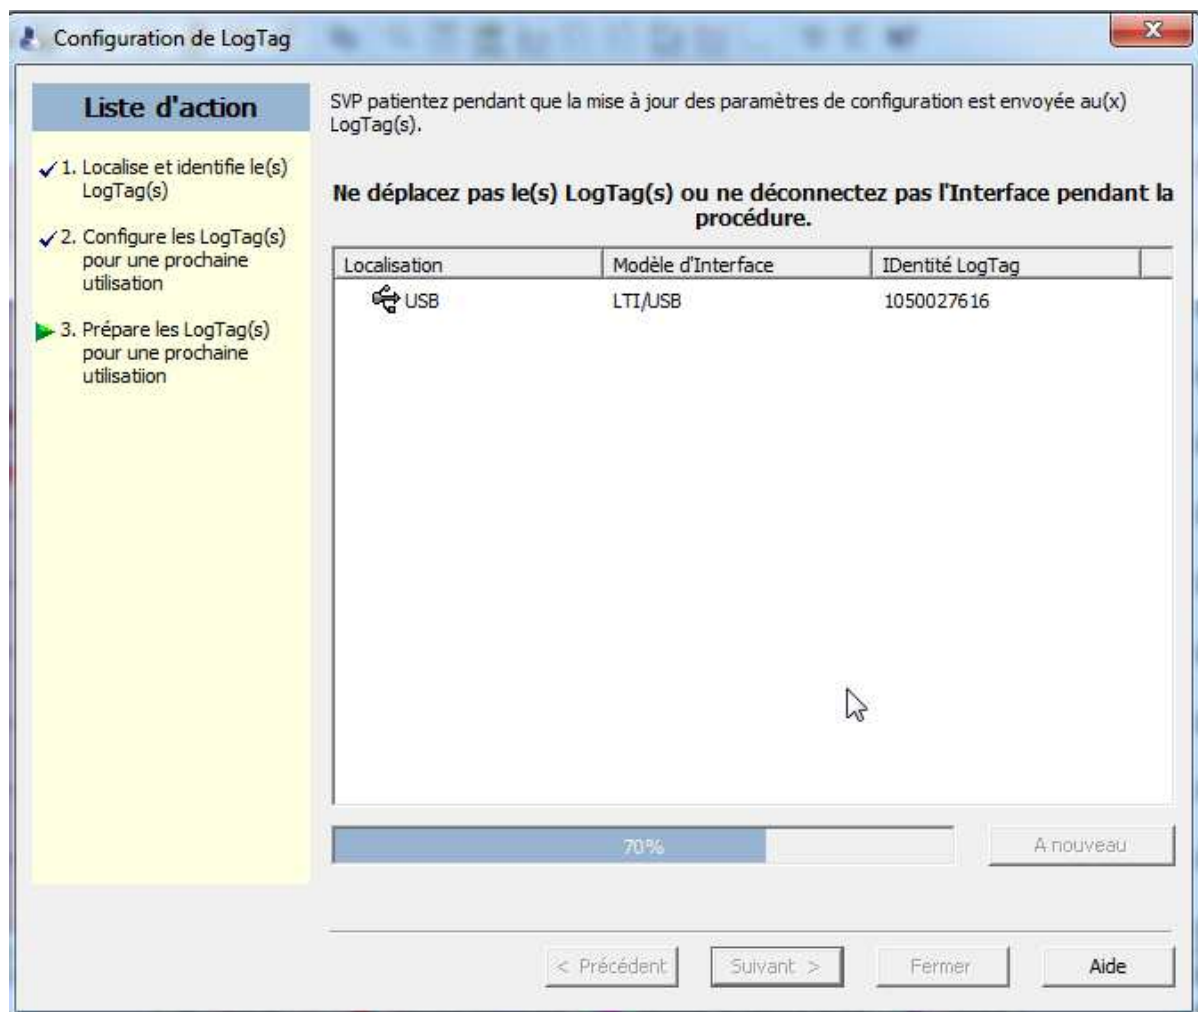 Configuration de LogTag
Liste d'action
1. Localise et identifie le(s)
LogTag(s)
2. Configure les LogTag(s)
pour une prochaine
utilisation
3. Prépare les LogTag(s)
pour une prochaine
utilisatiion
SVP patientez pendant que la mise à jour des paramètres de configuration est envoyée au(x)
LogTag(s).
Ne déplacez pas le(s) LogTag(s) ou ne déconnectez pas l'Interface pendant la
procédure.
Localisation Modèle d'Interface IDentité LogTag
USB LTI/USB 1050027616
70% A nouveau
< Précédent Suivant > Fermer Aide